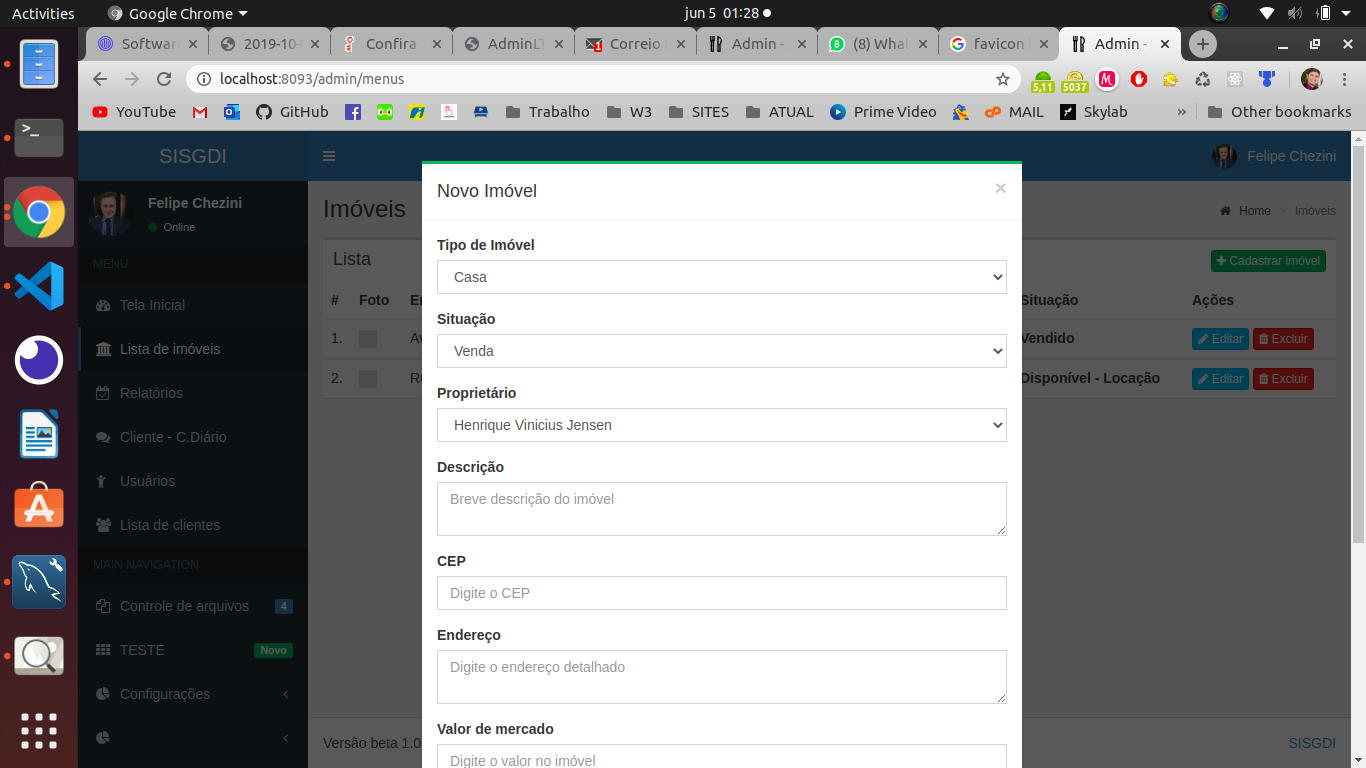 Activities Google Chrome jun 5 01:28
Software 2019-10- Confira AdminLT 1 Correio 8 (8) Wha Admin - favicon Admin -
localhost:8093/admin/menus 5,11 5037
YouTube GitHub Trabalho W3 SITES ATUAL Prime Video MAIL Skylab » Other bookmarks
SISGDI Felipe Chezini
Felipe Chezini
Online
MENU
Tela Inicial
Lista de imóveis
Relatórios
Cliente - C.Diário
Usuários
Lista de clientes
MAIN NAVIGATION
Controle de arquivos 4
TESTE Novo
Configurações
Imóveis Home > Imóveis
Lista Cadastrar imóvel
# Foto Situação Ações
1. Vendido Editar Excluir
2. Disponível - Locação Editar Excluir
Novo Imóvel ×
Tipo de Imóvel
Casa
Situação
Venda
Proprietário
Henrique Vinicius Jensen
Descrição
Breve descrição do imóvel
CEP
Digite o CEP
Endereço
Digite o endereço detalhado
Valor de mercado
Digite o valor no imóvel
Versão beta 1.0 SISGDI